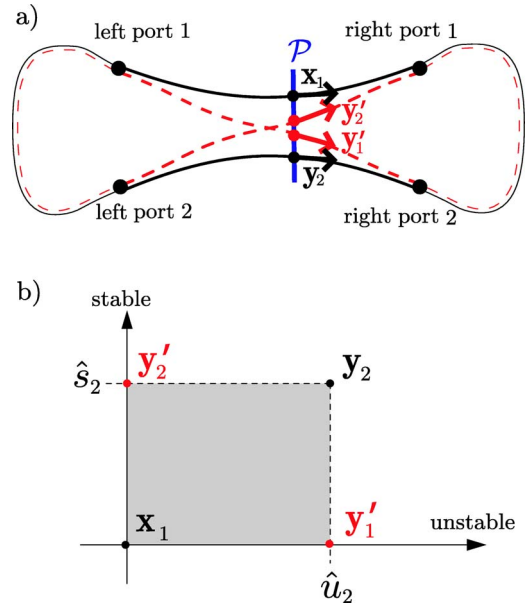 a)
left port 1
𝒫
right port 1
x₁
y₂′
y₁′
y₂
left port 2
right port 2
b)
stable
ŝ₂
y₂′
y₂
x₁
y₁′
unstable
û₂